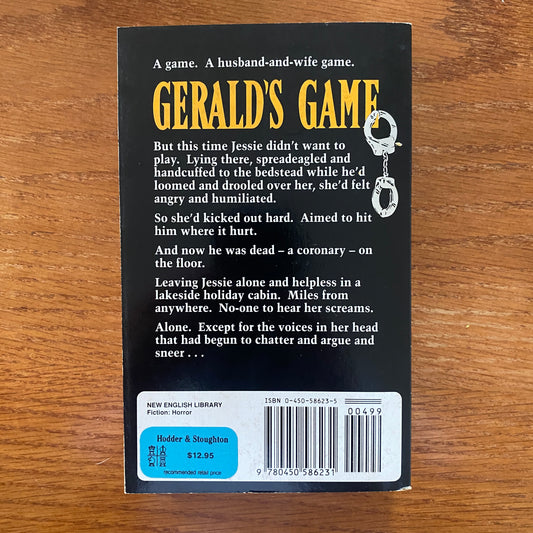 A game. A husband-and-wife game.
GERALD'S GAME
But this time Jessie didn't want to
play. Lying there, spreadeagled and
handcuffed to the bedstead while he'd
loomed and drooled over her, she'd felt
angry and humiliated.
So she'd kicked out hard. Aimed to hit
him where it hurt.
And now he was dead – a coronary – on
the floor.
Leaving Jessie alone and helpless in a
lakeside holiday cabin. Miles from
anywhere. No-one to hear her screams.
Alone. Except for the voices in her head
that had begun to chatter and argue and
sneer . . .
NEW ENGLISH LIBRARY
Fiction: Horror
Hodder & Stoughton
$12.95
recommended retail price
ISBN 0-450-58623-5
00499
9 780450 586231